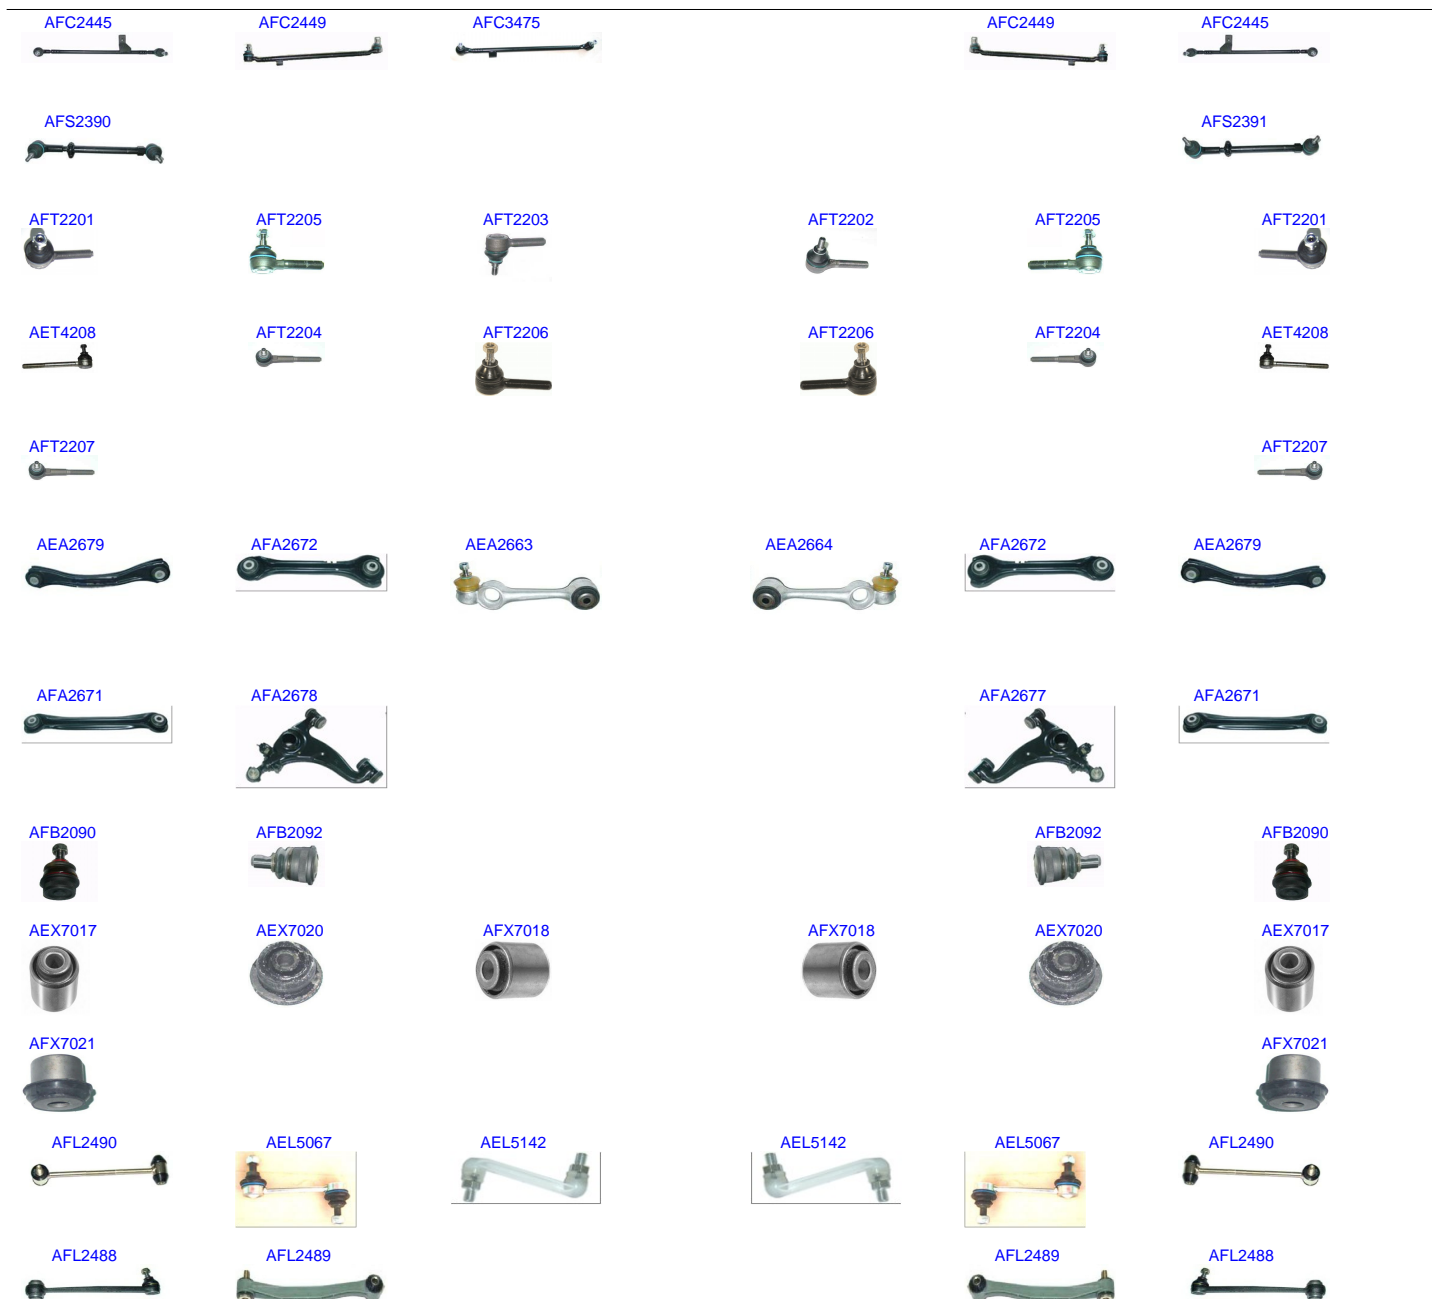 AFC2445 AFC2449 AFC3475 AFC2449 AFC2445
AFS2390 AFS2391
AFT2201 AFT2205 AFT2203 AFT2202 AFT2205 AFT2201
AET4208 AFT2204 AFT2206 AFT2206 AFT2204 AET4208
AFT2207 AFT2207
AEA2679 AFA2672 AEA2663 AEA2664 AFA2672 AEA2679
AFA2671 AFA2678 AFA2677 AFA2671
AFB2090 AFB2092 AFB2092 AFB2090
AEX7017 AEX7020 AFX7018 AFX7018 AEX7020 AEX7017
AFX7021 AFX7021
AFL2490 AEL5067 AEL5142 AEL5142 AEL5067 AFL2490
AFL2488 AFL2489 AFL2489 AFL2488